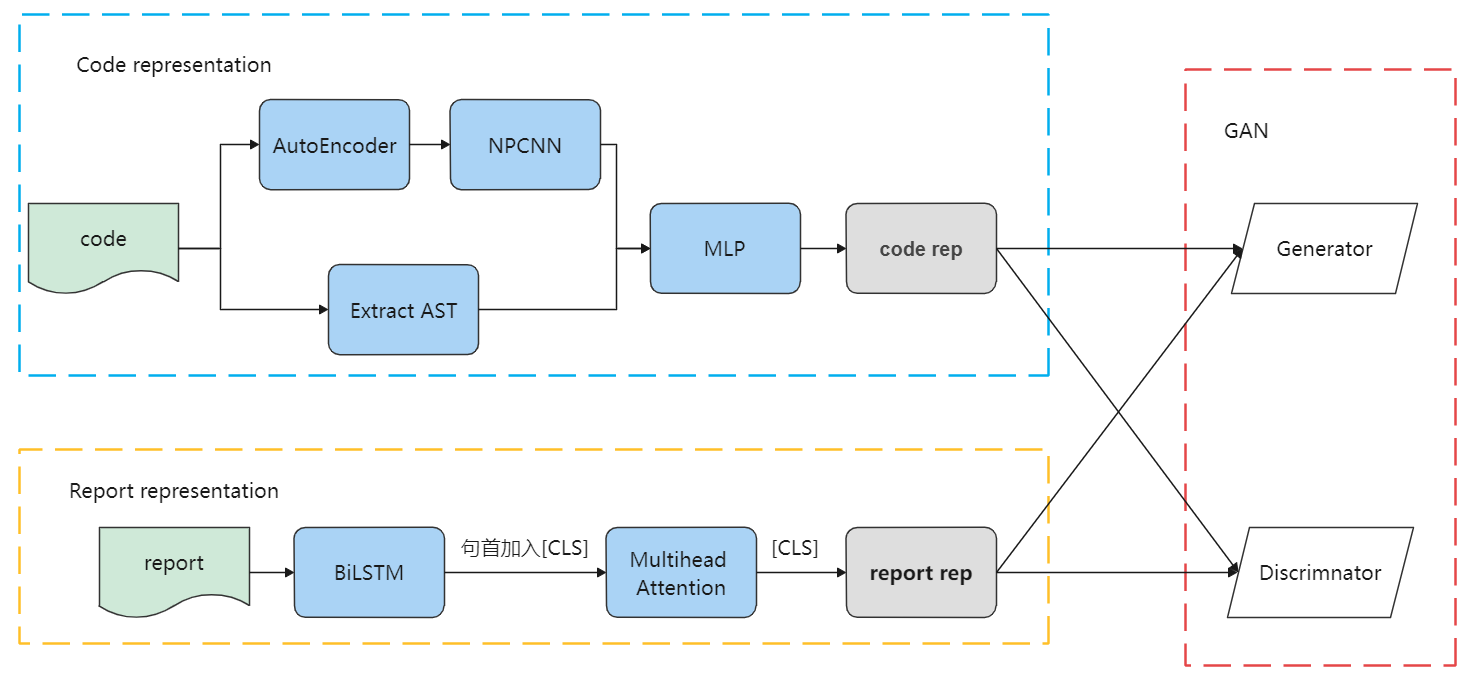 Code representation
GAN
AutoEncoder
NPCNN
code
MLP
code rep
Generator
Extract AST
Report representation
report
BiLSTM
句首加入[CLS]
Multihead
Attention
[CLS]
report rep
Discrimnator